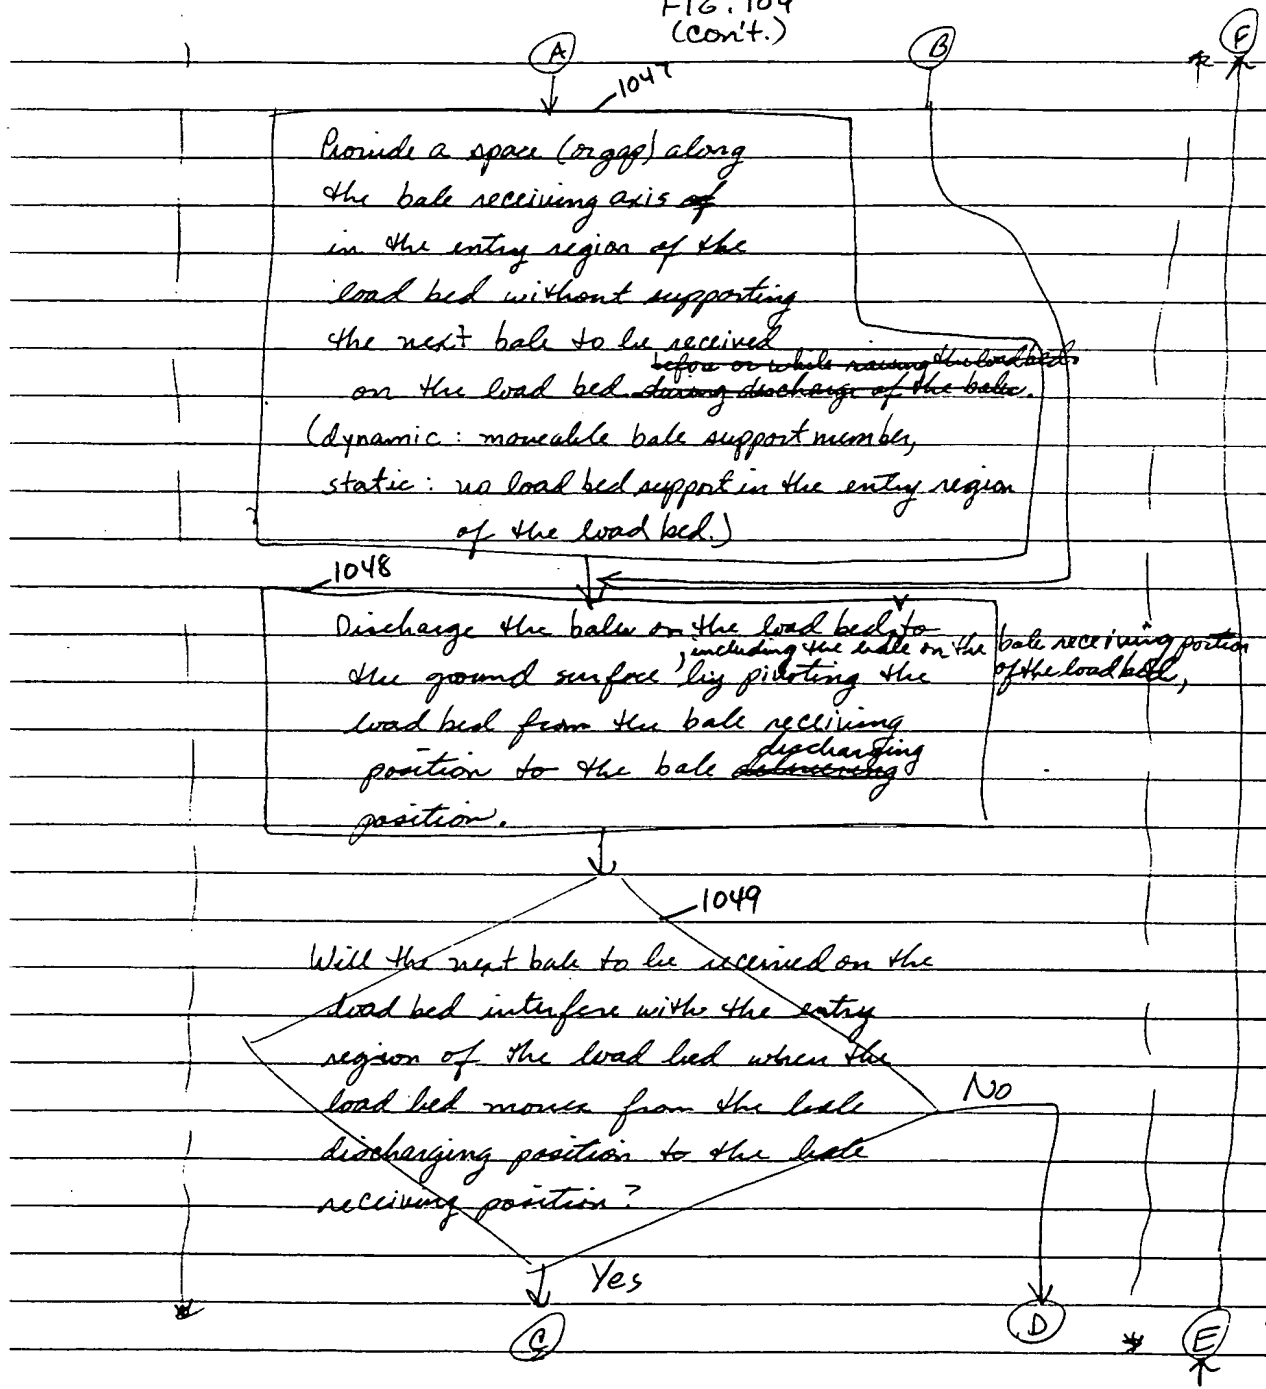 FIG. 104
(con't.)
A
B
F
1047
Provide a space (or gap) along
the bale receiving axis of
in the entry region of the
load bed without supporting
the next bale to be received
before or while raising the load bed
on the load bed during discharge of the bales.
(dynamic: moveable bale support member,
static: no load bed support in the entry region
of the load bed.)
1048
Discharge the bales on the load bed to
, including the bale on the bale receiving portion
the ground surface by pivoting the
of the load bed,
load bed from the bale receiving
discharging
position to the bale delivering
position.
1049
Will the next bale to be received on the
load bed interfere with the entry
region of the load bed when the
load bed moves from the bale
No
discharging position to the bale
receiving position?
Yes
C
D
E